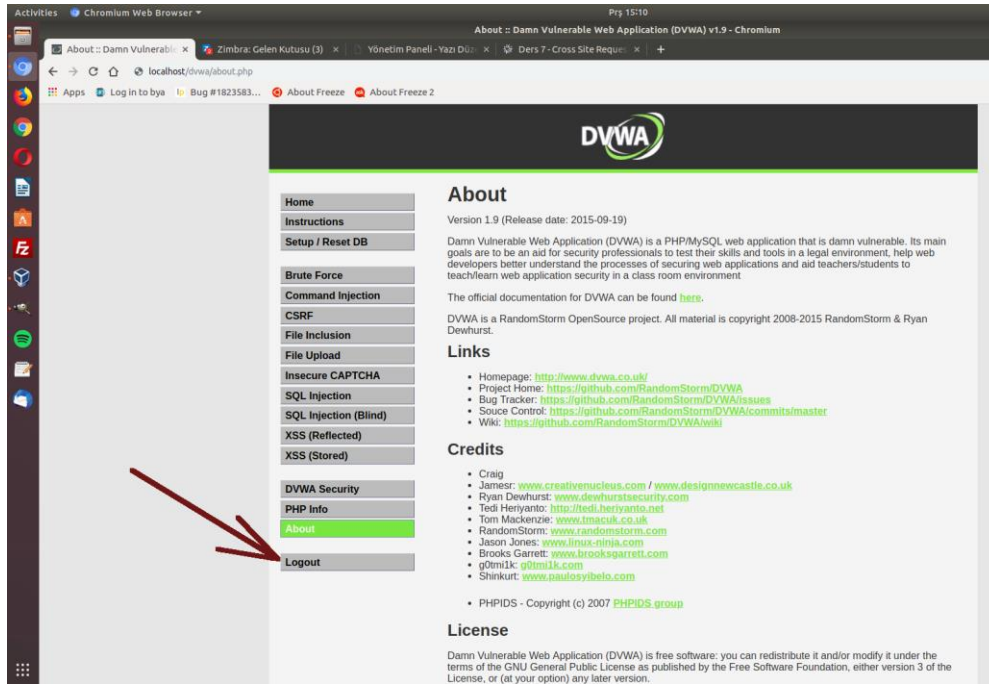 Activities Chromium Web Browser Prş 15:10
About :: Damn Vulnerable Web Application (DVWA) v1.9 - Chromium
About :: Damn Vulnerabl Zimbra: Gelen Kutusu (3) Yönetim Paneli - Yazı Düz Ders 7 - Cross Site Reque
localhost/dvwa/about.php
Apps Log in to bya Bug #1823583... About Freeze About Freeze 2
DVWA
Home
Instructions
Setup / Reset DB
Brute Force
Command Injection
CSRF
File Inclusion
File Upload
Insecure CAPTCHA
SQL Injection
SQL Injection (Blind)
XSS (Reflected)
XSS (Stored)
DVWA Security
PHP Info
About
Logout
About
Version 1.9 (Release date: 2015-09-19)
Damn Vulnerable Web Application (DVWA) is a PHP/MySQL web application that is damn vulnerable. Its main
goals are to be an aid for security professionals to test their skills and tools in a legal environment, help web
developers better understand the processes of securing web applications and aid teachers/students to
teach/learn web application security in a class room environment
The official documentation for DVWA can be found here.
DVWA is a RandomStorm OpenSource project. All material is copyright 2008-2015 RandomStorm & Ryan
Dewhurst.
Links
• Homepage: http://www.dvwa.co.uk/
• Project Home: https://github.com/RandomStorm/DVWA
• Bug Tracker: https://github.com/RandomStorm/DVWA/issues
• Souce Control: https://github.com/RandomStorm/DVWA/commits/master
• Wiki: https://github.com/RandomStorm/DVWA/wiki
Credits
• Craig
• Jamesr: www.creativenucleus.com / www.designnewcastle.co.uk
• Ryan Dewhurst: www.dewhurstsecurity.com
• Tedi Heriyanto: http://tedi.heriyanto.net
• Tom Mackenzie: www.tmacuk.co.uk
• RandomStorm: www.randomstorm.com
• Jason Jones: www.linux-ninja.com
• Brooks Garrett: www.brooksgarrett.com
• g0tmi1k: g0tmi1k.com
• Shinkurt: www.paulosyibelo.com
• PHPIDS - Copyright (c) 2007 PHPIDS group
License
Damn Vulnerable Web Application (DVWA) is free software: you can redistribute it and/or modify it under the
terms of the GNU General Public License as published by the Free Software Foundation, either version 3 of the
License, or (at your option) any later version.